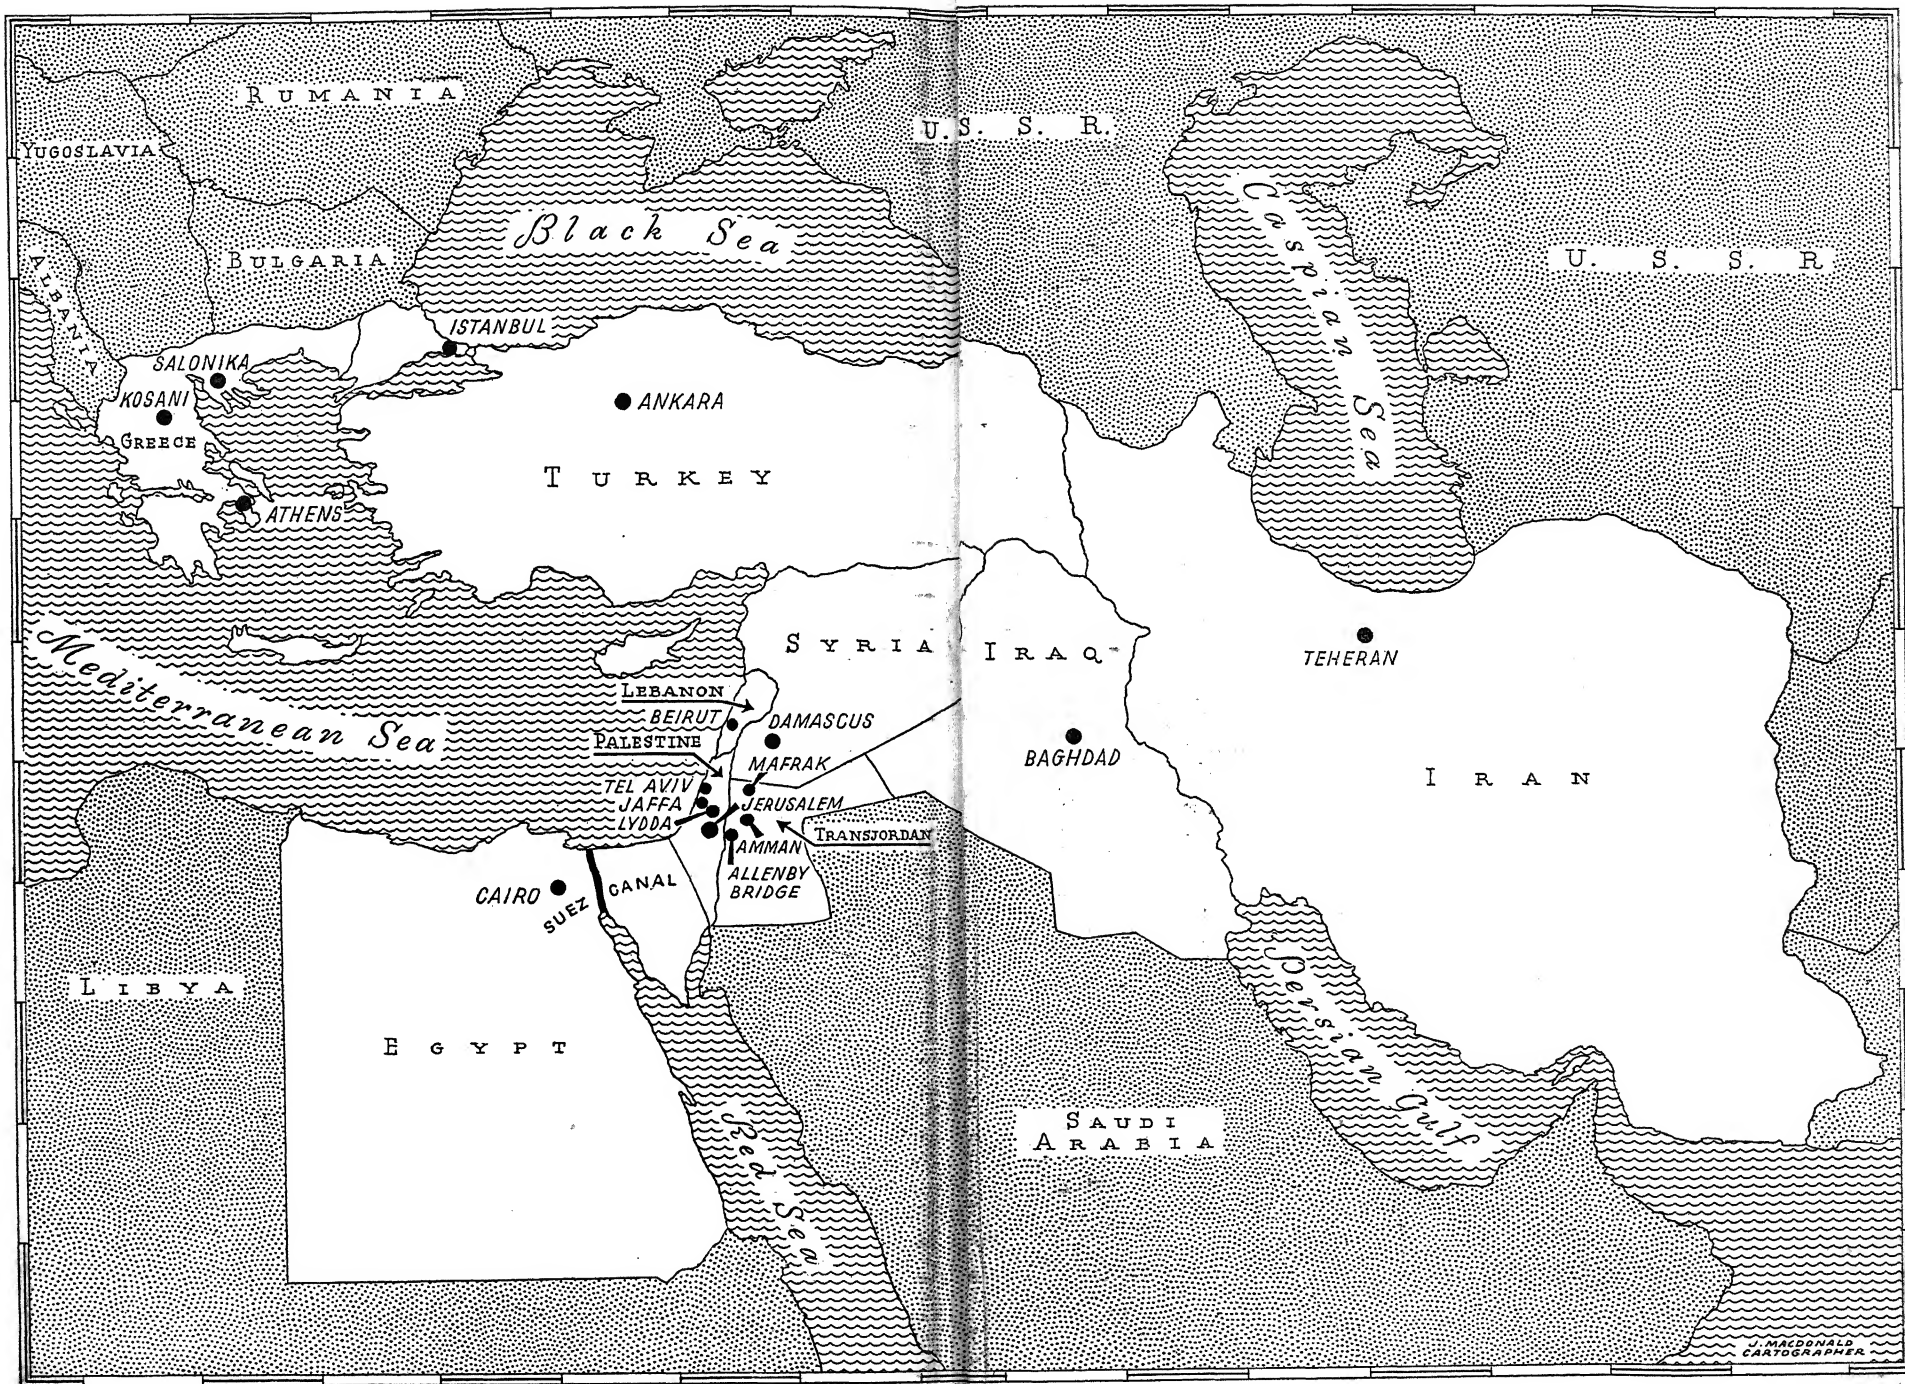 RUMANIA
U. S. S. R.
YUGOSLAVIA
Caspian Sea
Black Sea
BULGARIA
U. S. S. R
ALBANIA
ISTANBUL
SALONIKA
KOSANI
ANKARA
GREECE
TURKEY
ATHENS
SYRIA
IRAQ
TEHERAN
Mediterranean Sea
LEBANON
BEIRUT
DAMASCUS
PALESTINE
BAGHDAD
MAFRAK
IRAN
TEL AVIV
JAFFA
JERUSALEM
LYDDA
TRANSJORDAN
AMMAN
ALLENBY
BRIDGE
CAIRO
SUEZ CANAL
LIBYA
Persian Gulf
EGYPT
Red Sea
SAUDI
ARABIA
J. MACDONALD
CARTOGRAPHER